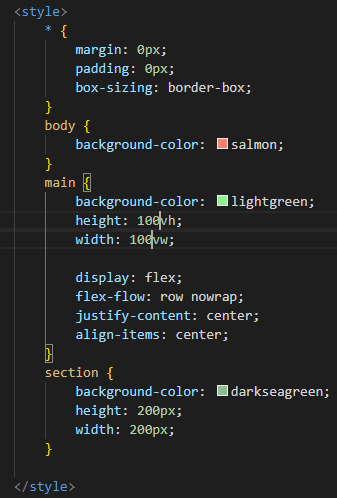 <style>
* {
margin: 0px;
padding: 0px;
box-sizing: border-box;
}
body {
background-color: salmon;
}
main {
background-color: lightgreen;
height: 100vh;
width: 100vw;
display: flex;
flex-flow: row nowrap;
justify-content: center;
align-items: center;
}
section {
background-color: darkseagreen;
height: 200px;
width: 200px;
}
</style>